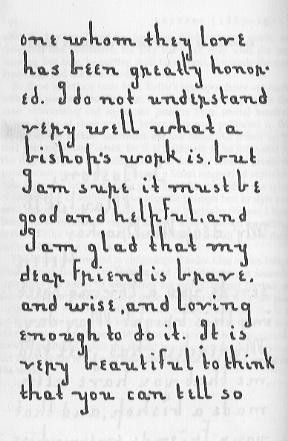 one whom they love
has been greatly honor-
ed. I do not understand
very well what a
bishop's work is, but
I am sure it must be
good and helpful, and
I am glad that my
dear friend is brave,
and wise, and loving
enough to do it. It is
very beautiful to think
that you can tell so